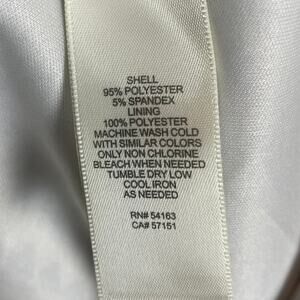 SHELL
95% POLYESTER
5% SPANDEX
LINING
100% POLYESTER
MACHINE WASH COLD
WITH SIMILAR COLORS
ONLY NON CHLORINE
BLEACH WHEN NEEDED
TUMBLE DRY LOW
COOL IRON
AS NEEDED
RN# 54163
CA# 57151